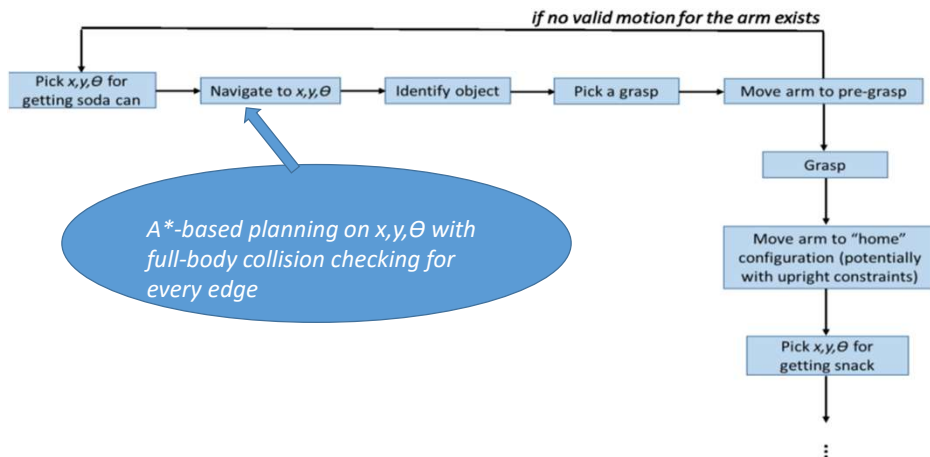 if no valid motion for the arm exists
Pick x,y,Θ for
getting soda can
Navigate to x,y,Θ
Identify object
Pick a grasp
Move arm to pre-grasp
Grasp
A*-based planning on x,y,Θ with
full-body collision checking for
every edge
Move arm to “home”
configuration (potentially
with upright constraints)
Pick x,y,Θ for
getting snack
⋮